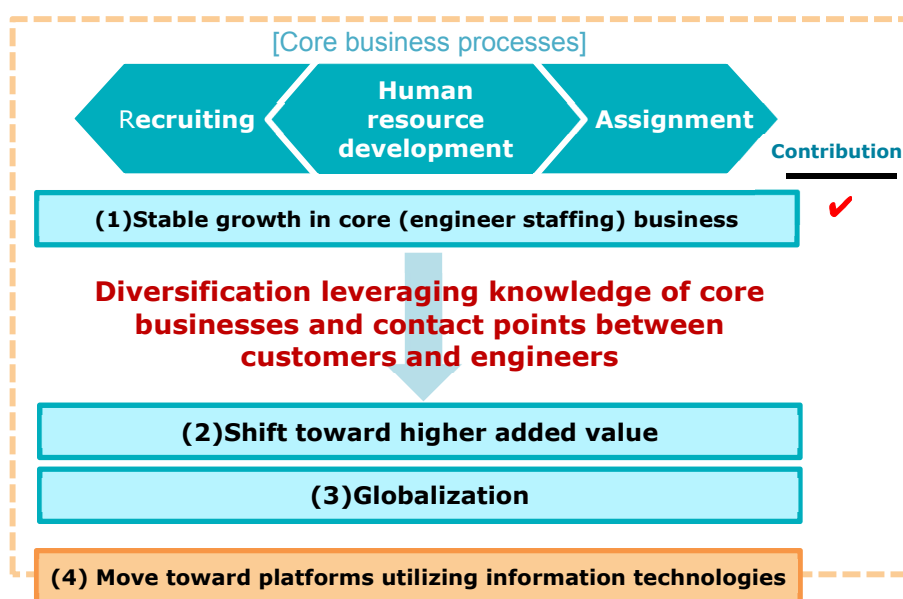 [Core business processes]
Recruiting
Human
resource
development
Assignment
Contribution
(1)Stable growth in core (engineer staffing) business
✔
Diversification leveraging knowledge of core
businesses and contact points between
customers and engineers
(2)Shift toward higher added value
(3)Globalization
(4) Move toward platforms utilizing information technologies